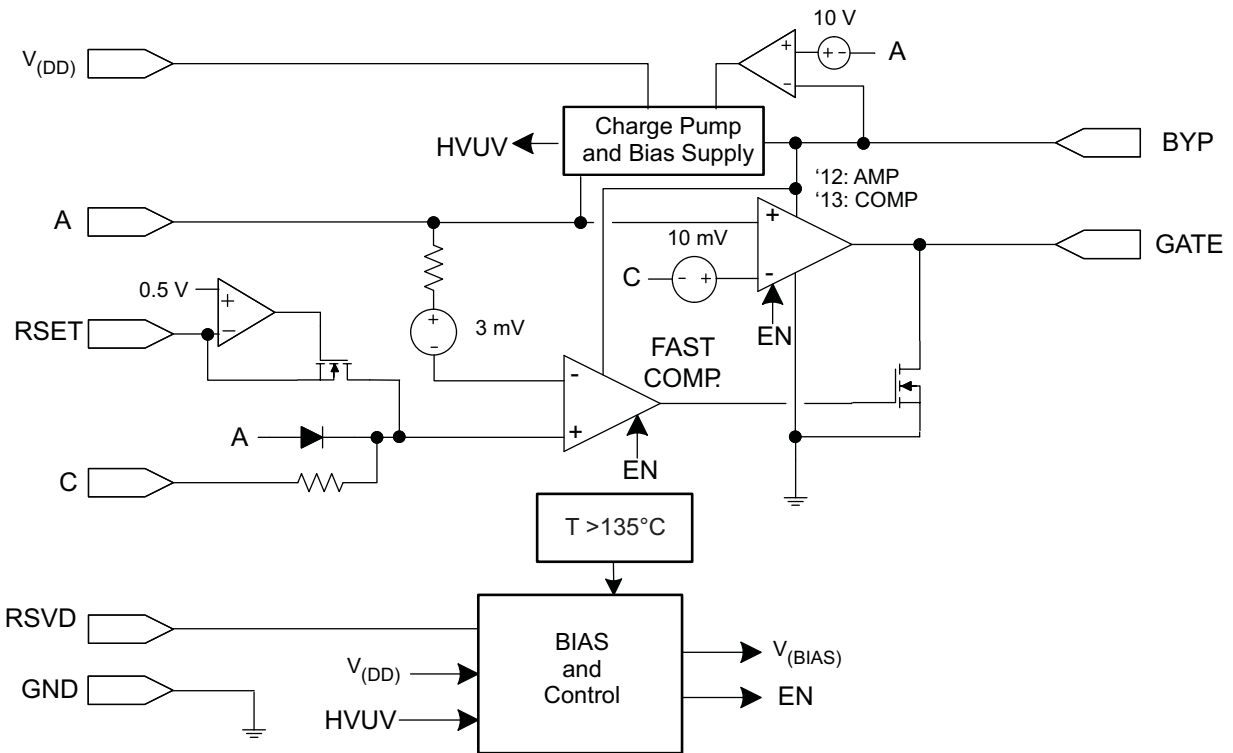 10 V
V(DD)
+
+ -
A
-
Charge Pump
and Bias Supply
HVUV
BYP
'12: AMP
'13: COMP
A
+
10 mV
GATE
C
- +
-
0.5 V
+
RSET
-
+
-
3 mV
EN
FAST
COMP.
-
A
+
EN
C
T >135°C
RSVD
BIAS
and
Control
V(DD)
V(BIAS)
GND
EN
HVUV